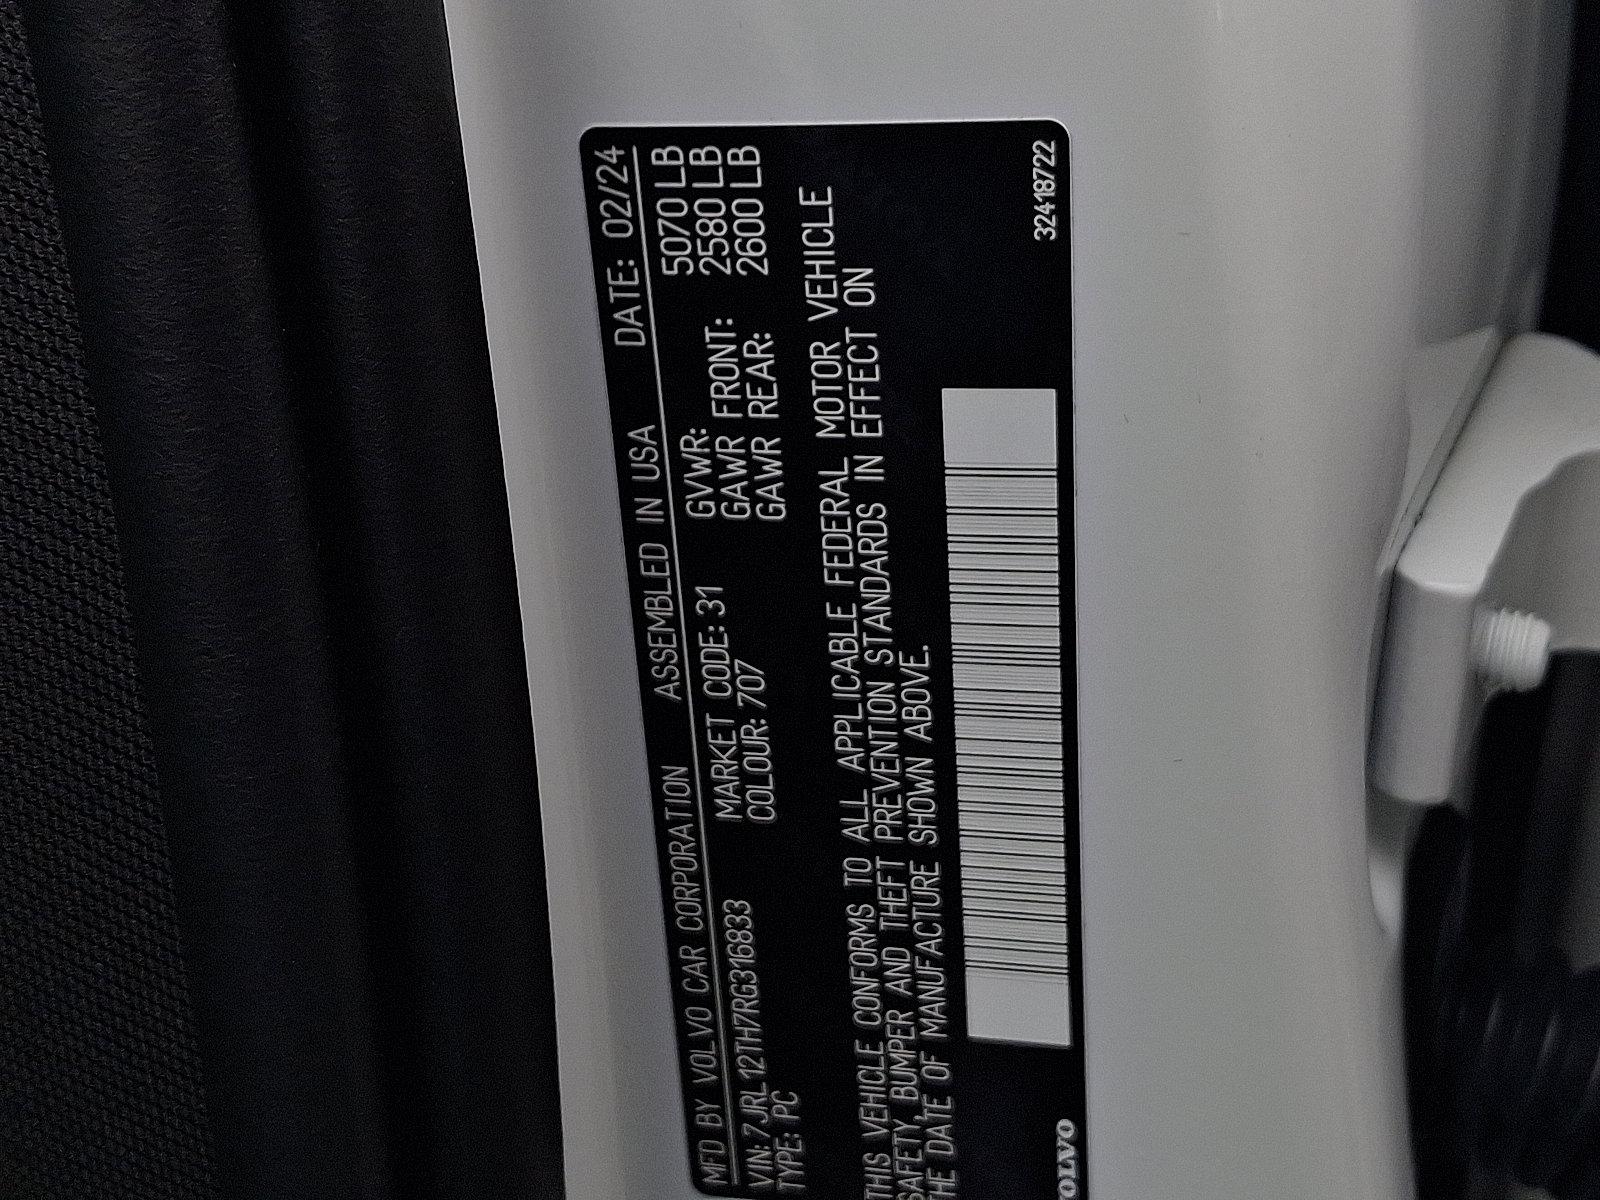 MFD BY VOLVO CAR CORPORATION ASSEMBLED IN USA DATE: 02/24
VIN: 7JRL12TH7RG316833 MARKET CODE: 31 GVWR: 5070 LB
TYPE: PC COLOUR: 707 GAWR FRONT: 2580 LB
GAWR REAR: 2600 LB
THIS VEHICLE CONFORMS TO ALL APPLICABLE FEDERAL MOTOR VEHICLE
SAFETY, BUMPER AND THEFT PREVENTION STANDARDS IN EFFECT ON
THE DATE OF MANUFACTURE SHOWN ABOVE.
VOLVO 32418722